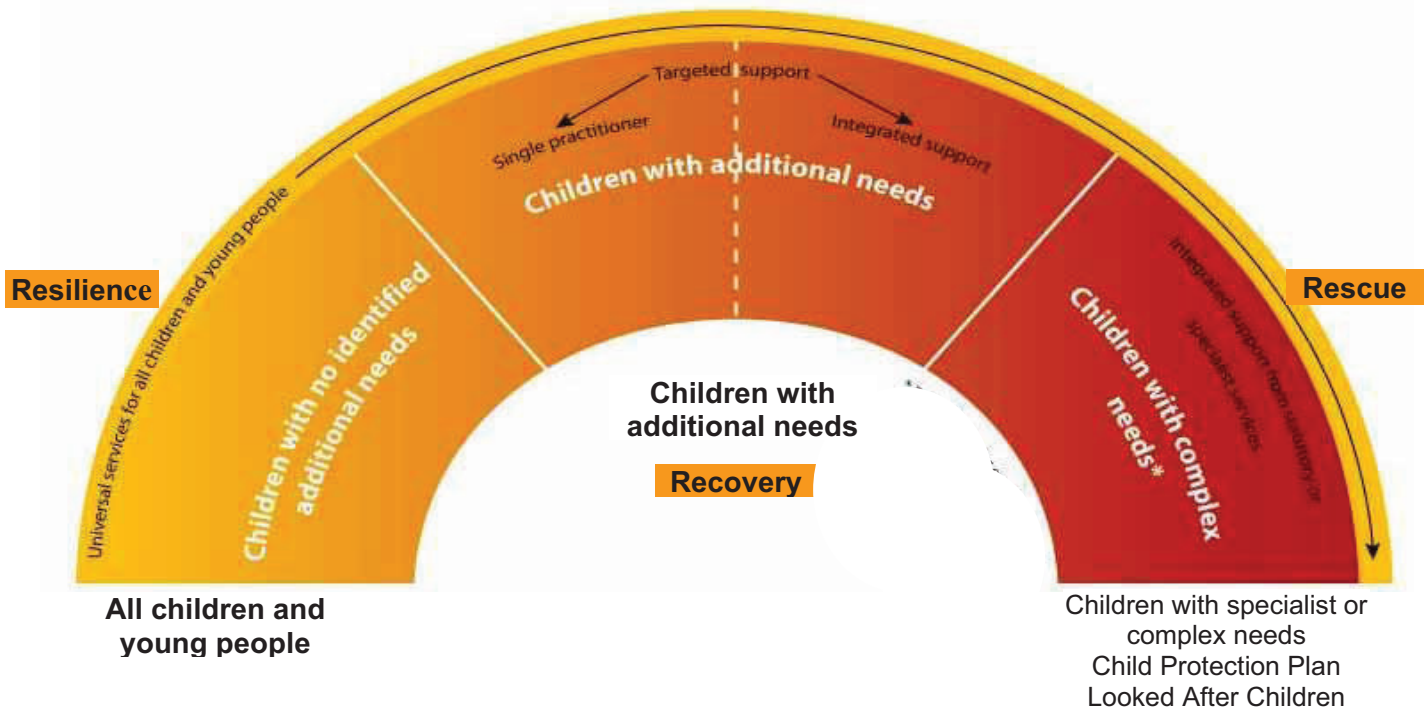 Targeted support
Single practitioner
Integrated support
Children with additional needs
Universal services for all children and young people
Resilience
Children with no identified
additional needs
Children with
additional needs
Recovery
Rescue
Integrated support from statutory or
specialist services
Children with complex
needs*
All children and
young people
Children with specialist or
complex needs
Child Protection Plan
Looked After Children